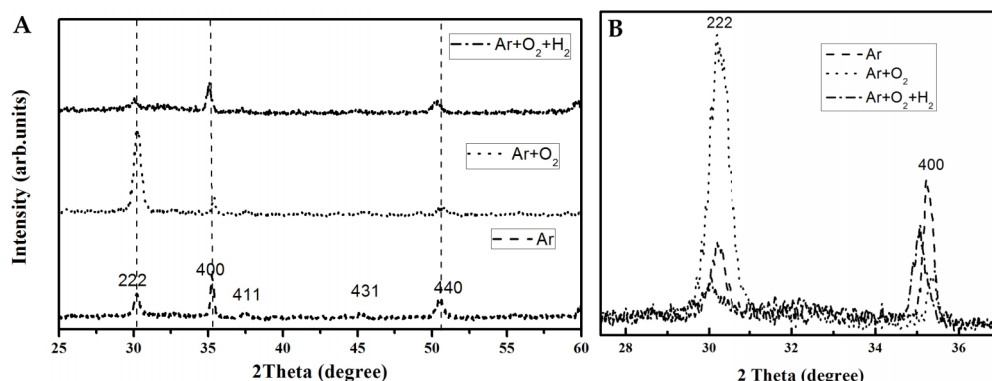 A
Ar+O₂+H₂
Ar+O₂
Ar
222
400
411
431
440
Intensity (arb.units)
25 30 35 40 45 50 55 60
2Theta (degree)
B
222
Ar
Ar+O₂
Ar+O₂+H₂
400
28 30 32 34 36
2 Theta (degree)